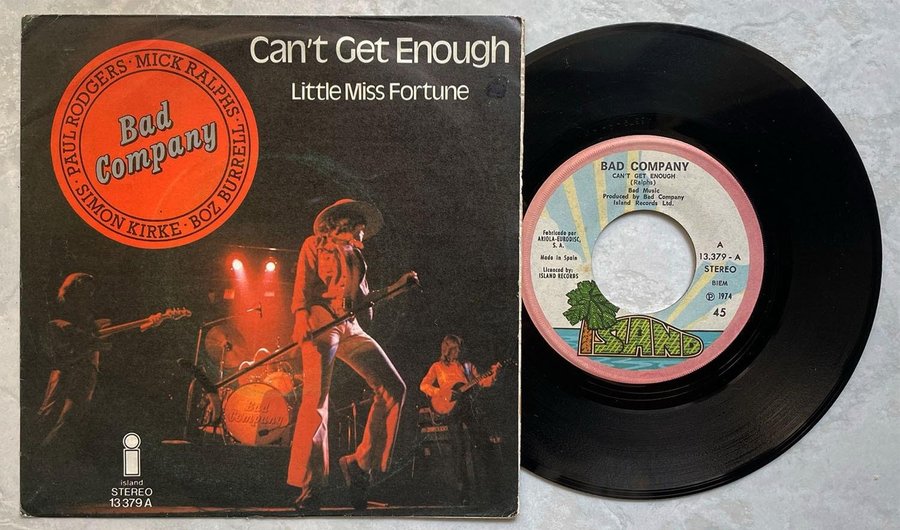 Can't Get Enough
Little Miss Fortune
PAUL RODGERS · MICK RALPHS ·
SIMON KIRKE · BOZ BURRELL ·
Bad
Company
Bad
Company
i
island
STEREO
13 379 A
BAD COMPANY
CAN'T GET ENOUGH
(Ralphs)
Bad Music
Produced by Bad Company
Island Records Ltd.
Fabricado por
ARIOLA-EURODISC,
S. A.
Made in Spain
Licenced by:
ISLAND RECORDS
A
13.379 - A
STEREO
BIEM
℗ 1974
45
ISLAND